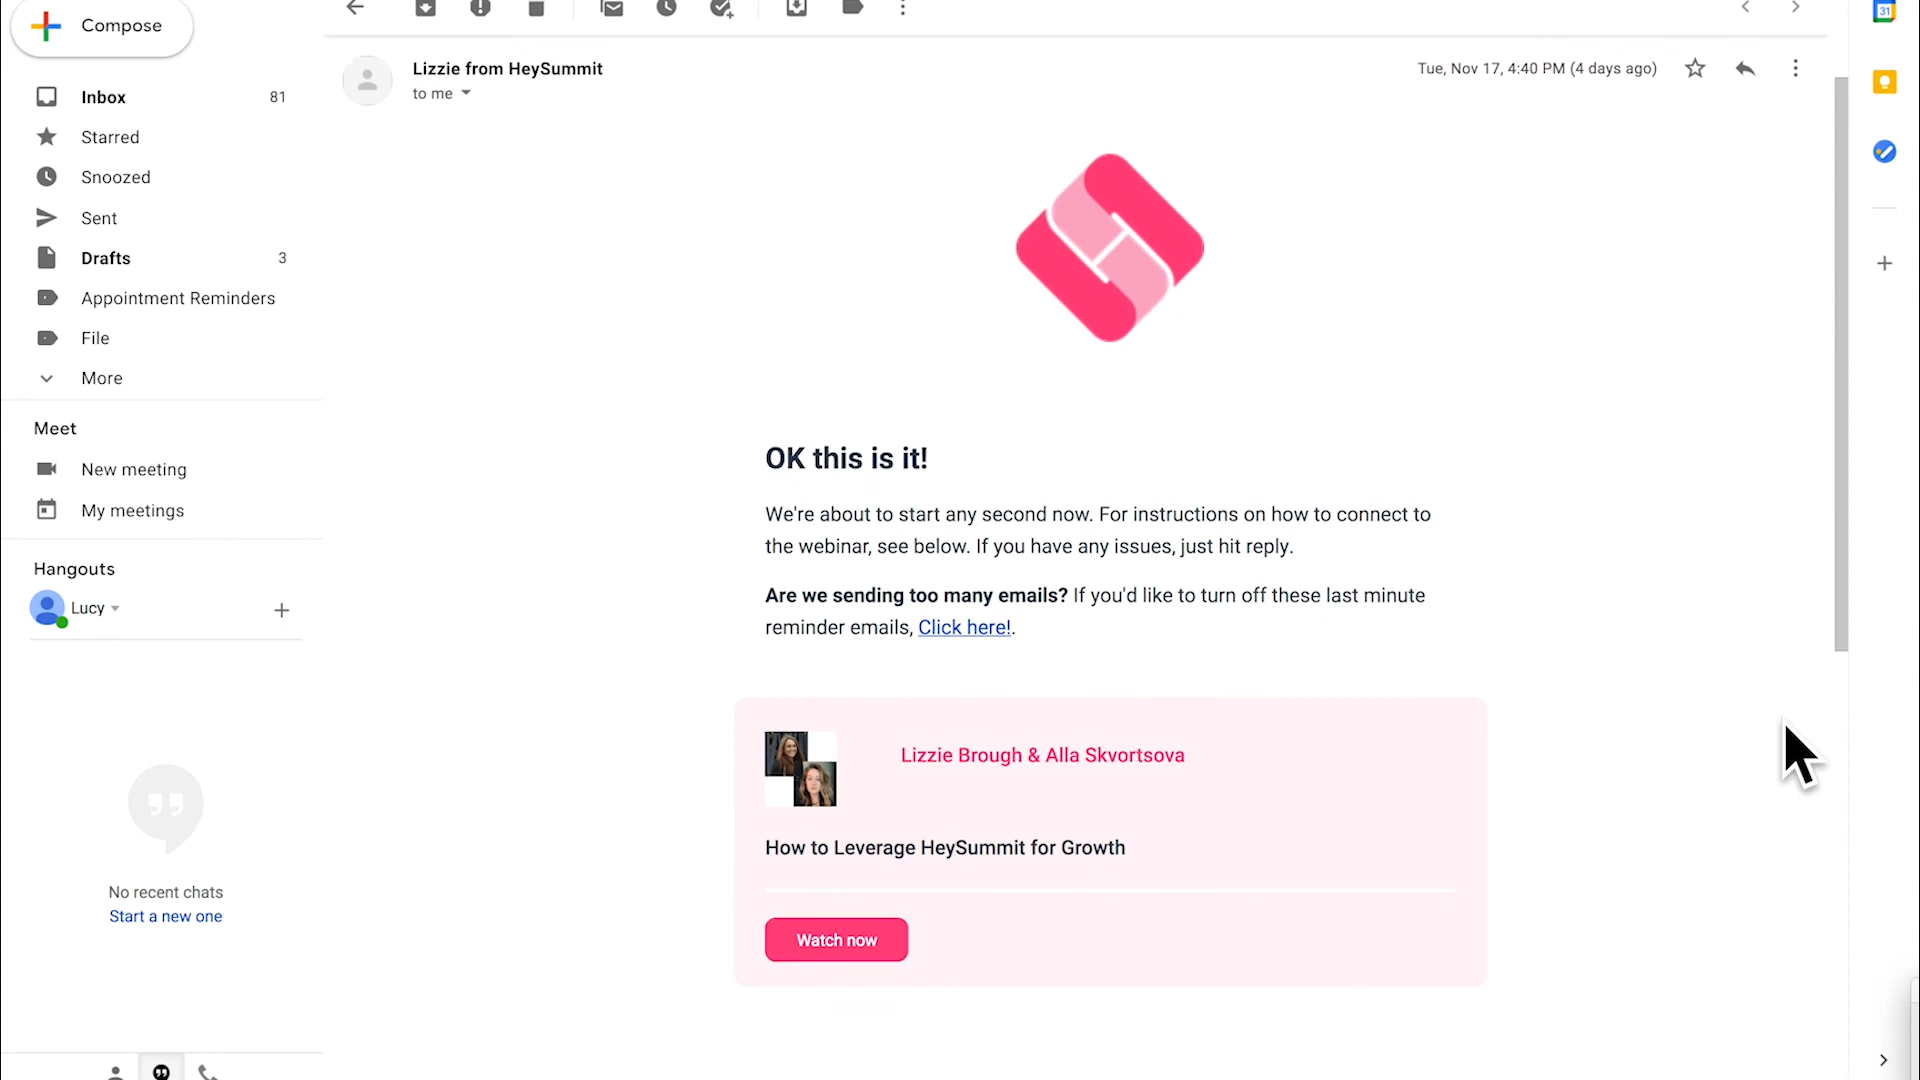 Compose
Inbox 81
Starred
Snoozed
Sent
Drafts 3
Appointment Reminders
File
More
Meet
New meeting
My meetings
Hangouts
Lucy
No recent chats
Start a new one
Lizzie from HeySummit
to me
Tue, Nov 17, 4:40 PM (4 days ago)
OK this is it!
We're about to start any second now. For instructions on how to connect to
the webinar, see below. If you have any issues, just hit reply.
Are we sending too many emails? If you'd like to turn off these last minute
reminder emails, Click here!.
Lizzie Brough & Alla Skvortsova
How to Leverage HeySummit for Growth
Watch now
31